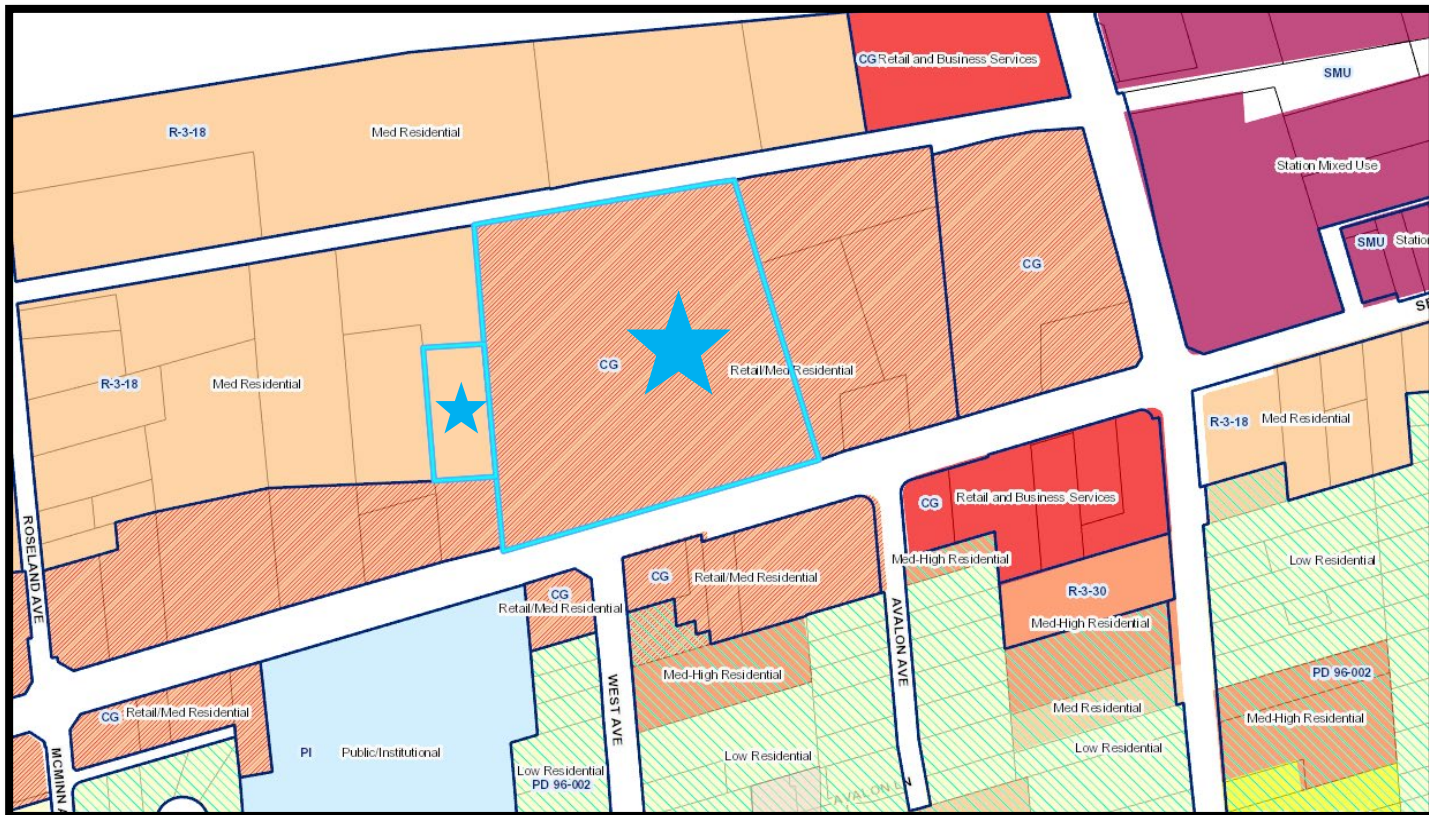 CG Retail and Business Services
SMU
R-3-18
Med Residential
Station Mixed Use
SMU
CG
CG
Retail/Med Residential
R-3-18
Med Residential
R-3-18
Med Residential
CG
Retail and Business Services
ROSELAND AVE
Med-High Residential
Low Residential
CG
Retail/Med Residential
CG
Retail/Med Residential
R-3-30
Med-High Residential
AVALON AVE
WEST AVE
Med-High Residential
PD 96-002
CG
Retail/Med Residential
Med Residential
Med-High Residential
PI
Public/Institutional
Low Residential
Low Residential
Low Residential
PD 96-002
AVALON LN